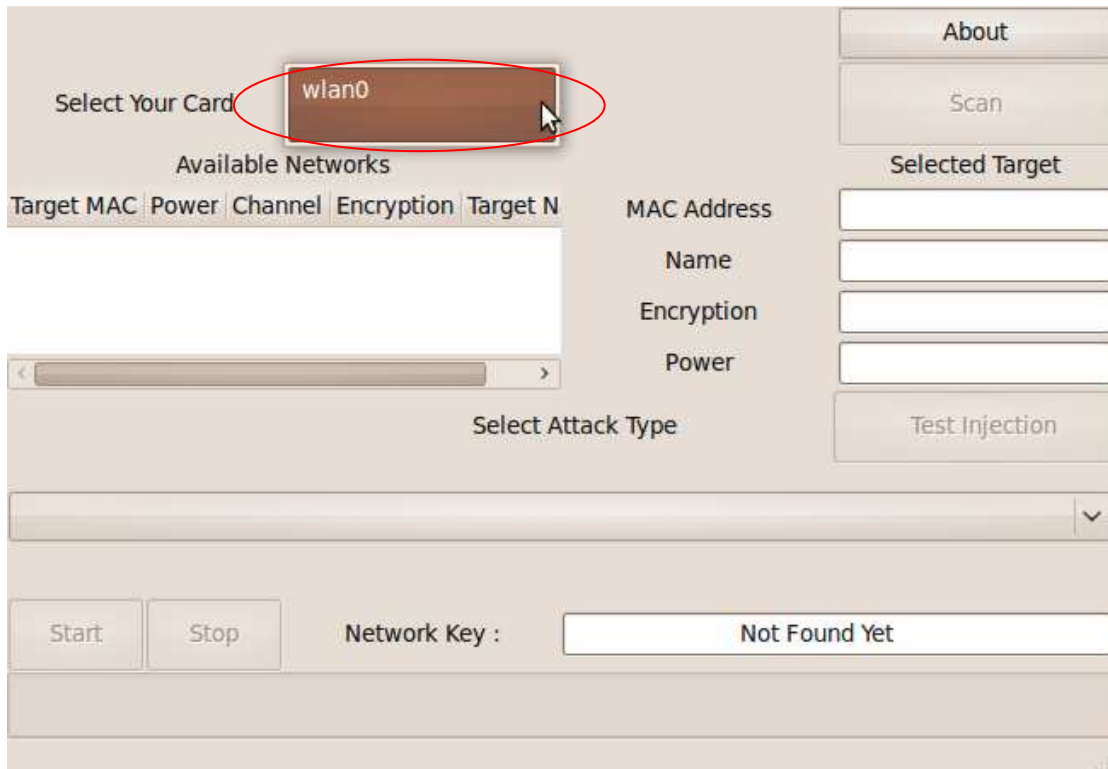 About
Select Your Card
wlan0
Scan
Available Networks
Selected Target
Target MAC Power Channel Encryption Target N
MAC Address
Name
Encryption
Power
Select Attack Type
Test Injection
Start
Stop
Network Key :
Not Found Yet